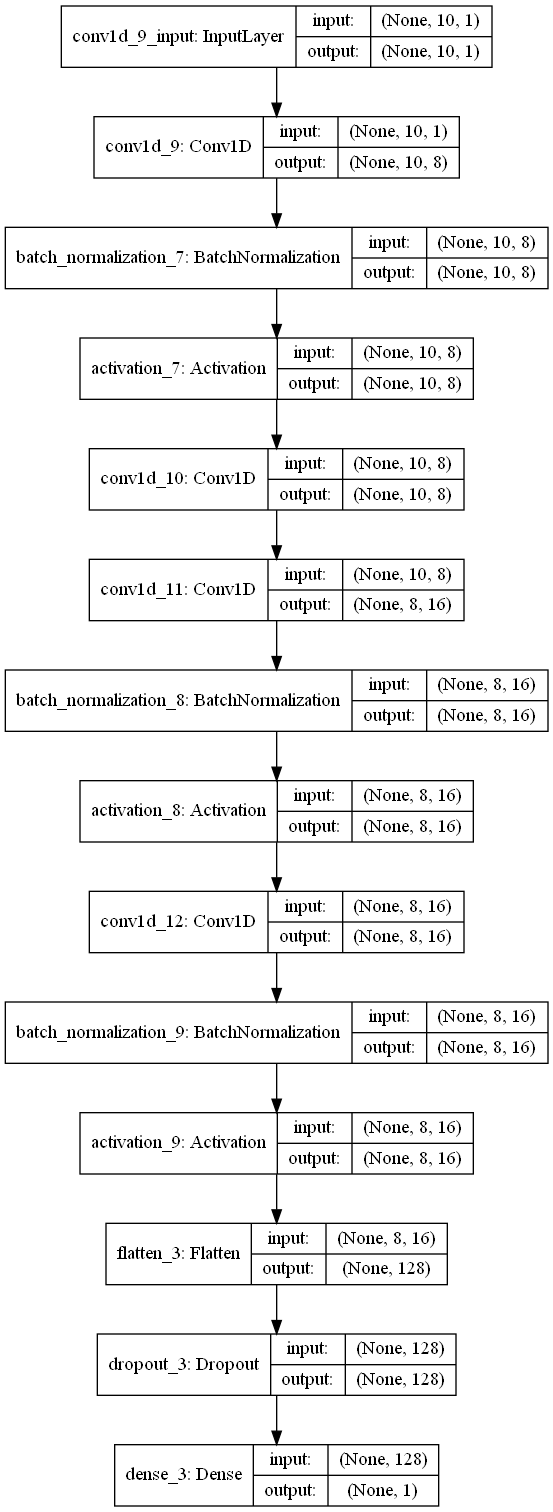 conv1d_9_input: InputLayer
input: (None, 10, 1)
output: (None, 10, 1)
conv1d_9: Conv1D
input: (None, 10, 1)
output: (None, 10, 8)
batch_normalization_7: BatchNormalization
input: (None, 10, 8)
output: (None, 10, 8)
activation_7: Activation
input: (None, 10, 8)
output: (None, 10, 8)
conv1d_10: Conv1D
input: (None, 10, 8)
output: (None, 10, 8)
conv1d_11: Conv1D
input: (None, 10, 8)
output: (None, 8, 16)
batch_normalization_8: BatchNormalization
input: (None, 8, 16)
output: (None, 8, 16)
activation_8: Activation
input: (None, 8, 16)
output: (None, 8, 16)
conv1d_12: Conv1D
input: (None, 8, 16)
output: (None, 8, 16)
batch_normalization_9: BatchNormalization
input: (None, 8, 16)
output: (None, 8, 16)
activation_9: Activation
input: (None, 8, 16)
output: (None, 8, 16)
flatten_3: Flatten
input: (None, 8, 16)
output: (None, 128)
dropout_3: Dropout
input: (None, 128)
output: (None, 128)
dense_3: Dense
input: (None, 128)
output: (None, 1)